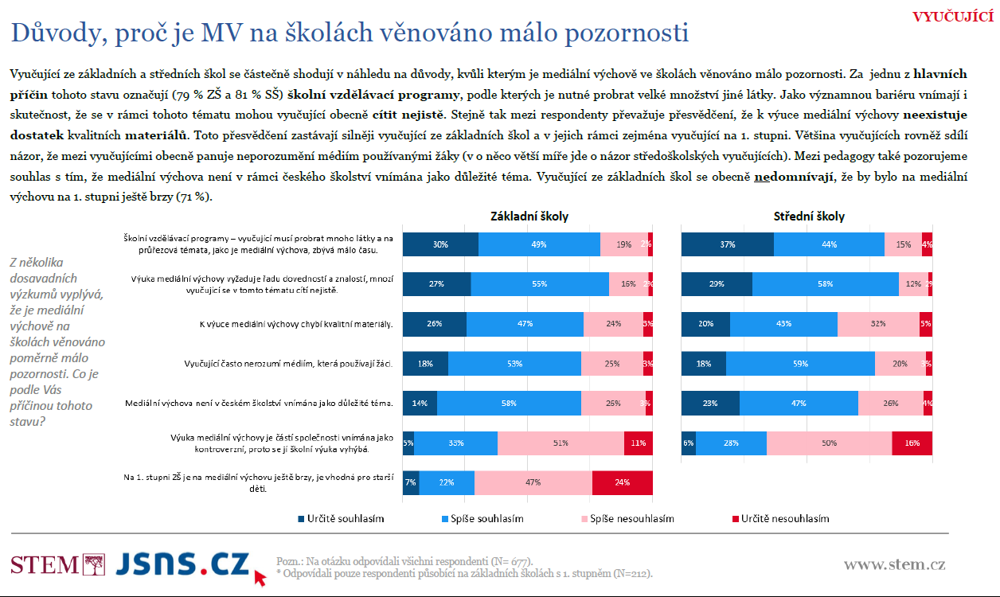 VYUČUJÍCÍ
Důvody, proč je MV na školách věnováno málo pozornosti
Vyučující ze základních a středních škol se částečně shodují v náhledu na důvody, kvůli kterým je mediální výchově ve školách věnováno málo pozornosti. Za jednu z hlavních
příčin tohoto stavu označují (79 % ZŠ a 81 % SŠ) školní vzdělávací programy, podle kterých je nutné probrat velké množství jiné látky. Jako významnou bariéru vnímají i
skutečnost, že se v rámci tohoto tématu mohou vyučující obecně cítit nejistě. Stejně tak mezi respondenty převažuje přesvědčení, že k výuce mediální výchovy neexistuje
dostatek kvalitních materiálů. Toto přesvědčení zastávají silněji vyučující ze základních škol a v jejich rámci zejména vyučující na 1. stupni. Většina vyučujících rovněž sdílí
názor, že mezi vyučujícími obecně panuje neporozumění médiím používanými žáky (v o něco větší míře jde o názor středoškolských vyučujících). Mezi pedagogy také pozorujeme
souhlas s tím, že mediální výchova není v rámci českého školství vnímána jako důležité téma. Vyučující ze základních škol se obecně nedomnívají, že by bylo na mediální
výchovu na 1. stupni ještě brzy (71 %).
Základní školy
Střední školy
Z několika
dosavadních
výzkumů vyplývá,
že je mediální
výchově na
školách věnováno
poměrně málo
pozornosti. Co je
podle Vás
příčinou tohoto
stavu?
Školní vzdělávací programy – vyučující musí probrat mnoho látky a na
průřezová témata, jako je mediální výchova, zbývá málo času.
30% 49% 19% 2%
37% 44% 15% 4%
Výuka mediální výchovy vyžaduje řadu dovedností a znalostí, mnozí
vyučující se v tomto tématu cítí nejistě.
27% 55% 16% 2%
29% 58% 12% 2%
K výuce mediální výchovy chybí kvalitní materiály.
26% 47% 24% 3%
20% 43% 32% 5%
Vyučující často nerozumí médiím, která používají žáci.
18% 53% 25% 3%
18% 59% 20% 3%
Mediální výchova není v českém školství vnímána jako důležité téma.
14% 58% 26% 3%
23% 47% 26% 4%
Výuka mediální výchovy je částí společnosti vnímána jako
kontroverzní, proto se jí školní výuka vyhýbá.
5% 33% 51% 11%
6% 28% 50% 16%
Na 1. stupni ZŠ je na mediální výchovu ještě brzy, je vhodná pro starší
děti.
7% 22% 47% 24%
Určitě souhlasím
Spíše souhlasím
Spíše nesouhlasím
Určitě nesouhlasím
STEM
JSNS.CZ
Pozn.: Na otázku odpovídali všichni respondenti (N= 677).
* Odpovídali pouze respondenti působící na základních školách s 1. stupněm (N=212).
www.stem.cz